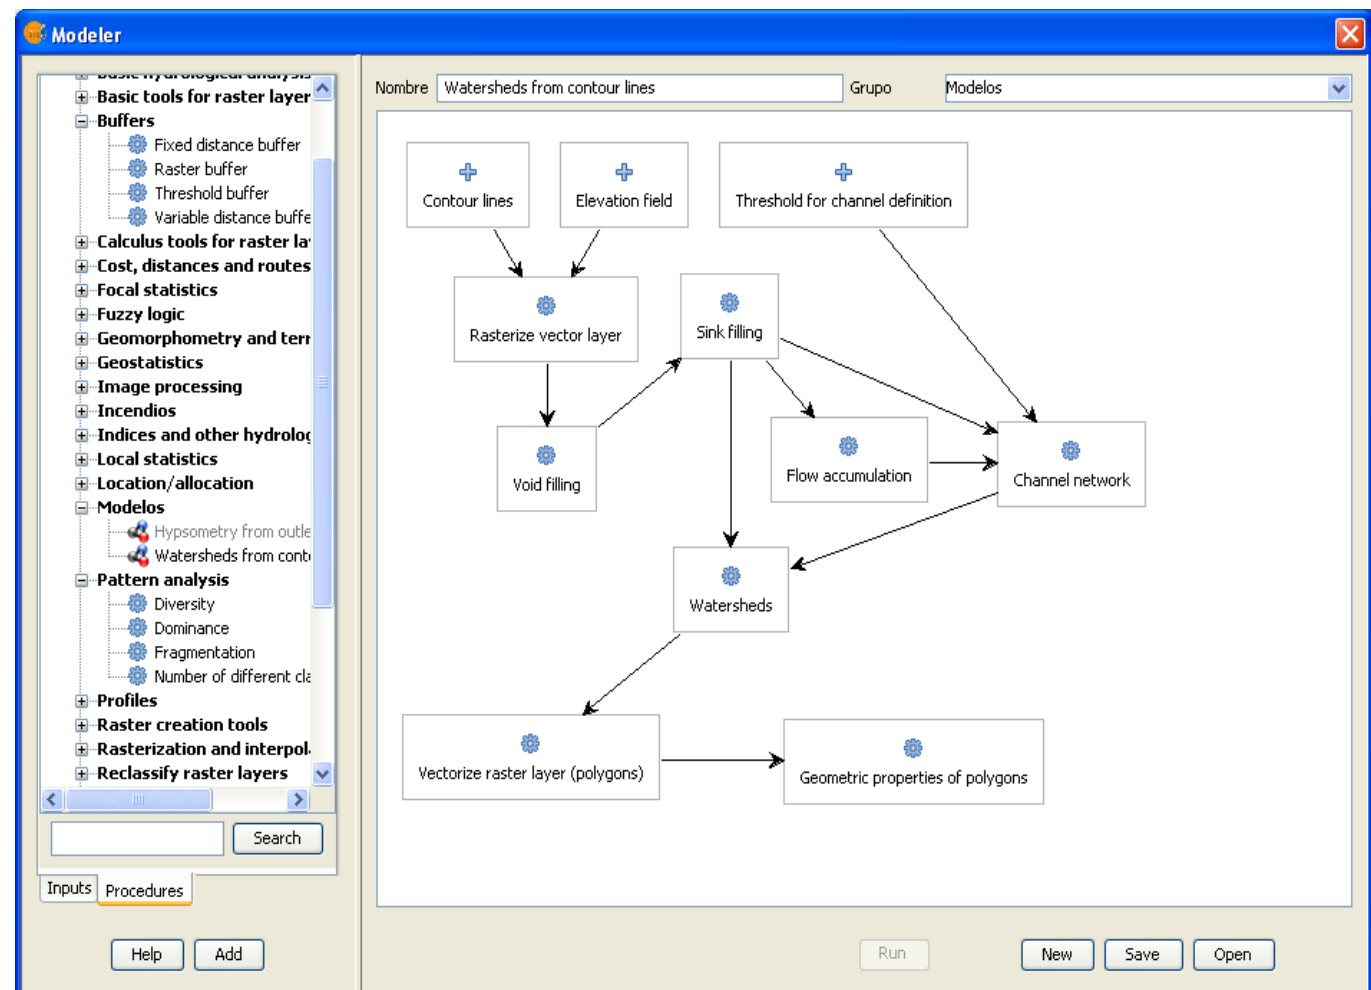 Modeler
Basic hydrological analysis
Basic tools for raster layer
Buffers
Fixed distance buffer
Raster buffer
Threshold buffer
Variable distance buffe
Calculus tools for raster la
Cost, distances and routes
Focal statistics
Fuzzy logic
Geomorphometry and terr
Geostatistics
Image processing
Incendios
Indices and other hydrolog
Local statistics
Location/allocation
Modelos
Hypsometry from outle
Watersheds from conto
Pattern analysis
Diversity
Dominance
Fragmentation
Number of different cla
Profiles
Raster creation tools
Rasterization and interpol
Reclassify raster layers
Search
Inputs Procedures
Help Add
Nombre Watersheds from contour lines Grupo Modelos
Contour lines
Elevation field
Threshold for channel definition
Rasterize vector layer
Sink filling
Void filling
Flow accumulation
Channel network
Watersheds
Vectorize raster layer (polygons)
Geometric properties of polygons
Run New Save Open